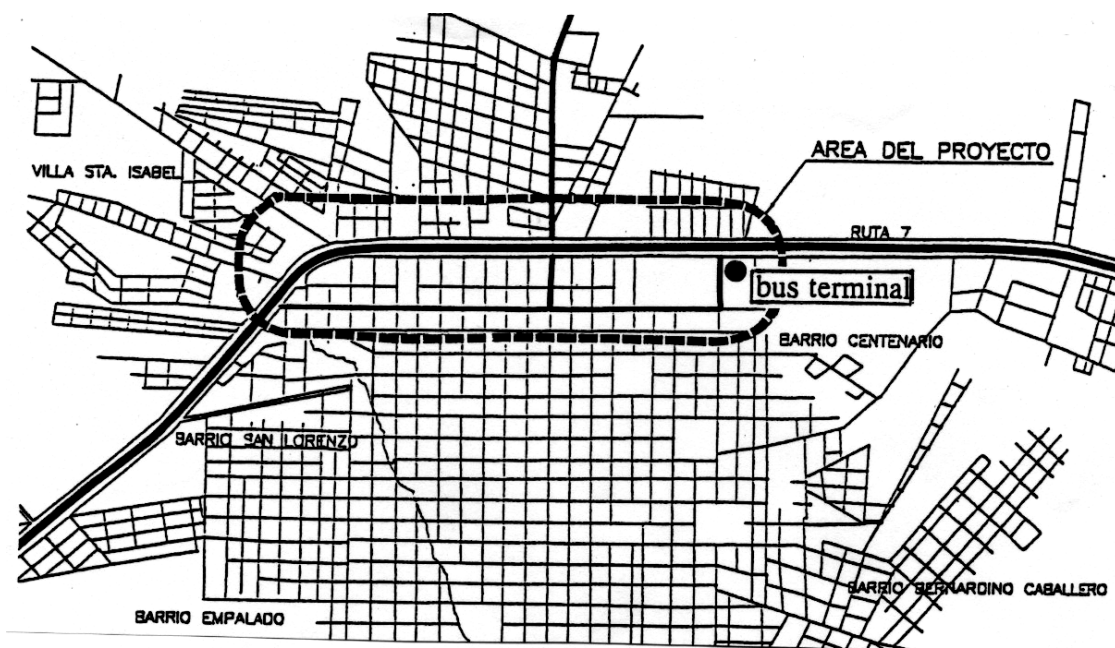 AREA DEL PROYECTO
VILLA STA. ISABEL
RUTA 7
bus terminal
BARRIO CENTENARIO
BARRIO SAN LORENZO
BARRIO BERNARDINO CABALLERO
BARRIO EMPALADO